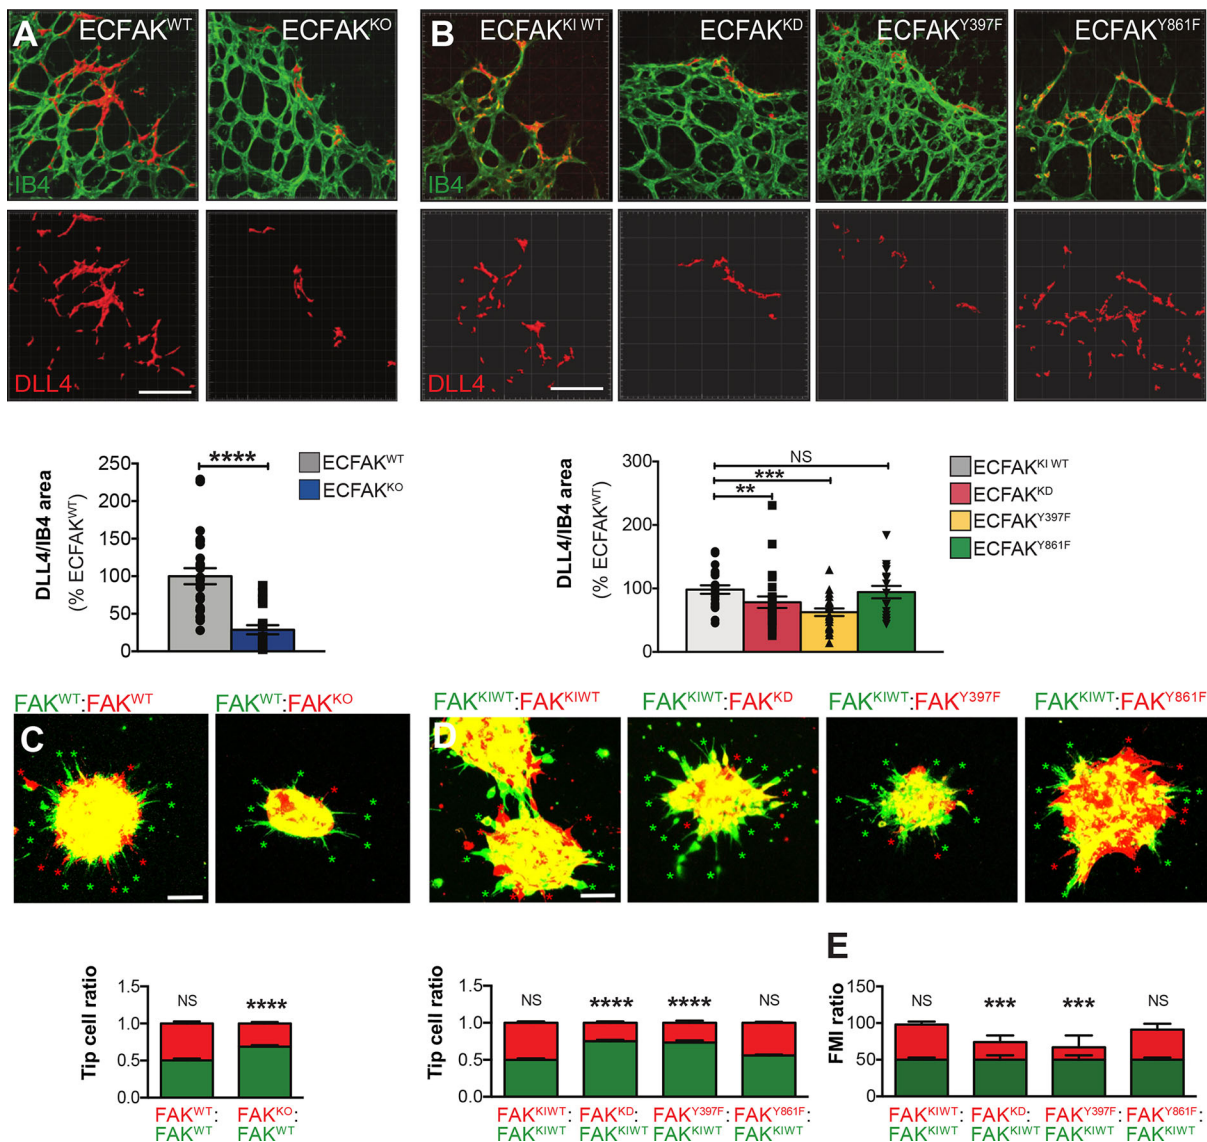 A ECFAK^WT ECFAK^KO B ECFAK^KI WT ECFAK^KD ECFAK^Y397F ECFAK^Y861F
IB4 IB4
DLL4 DLL4
DLL4/IB4 area
(% ECFAK^WT)
250
200
150
100
50
0
****
ECFAK^WT
ECFAK^KO
DLL4/IB4 area
(% ECFAK^WT)
300
200
100
0
NS
***
**
ECFAK^KI WT
ECFAK^KD
ECFAK^Y397F
ECFAK^Y861F
FAK^WT:FAK^WT FAK^WT:FAK^KO FAK^KIWT:FAK^KIWT FAK^KIWT:FAK^KD FAK^KIWT:FAK^Y397F FAK^KIWT:FAK^Y861F
C D
Tip cell ratio
1.5
1.0
0.5
0.0
NS ****
FAK^WT: FAK^KO:
FAK^WT FAK^WT
Tip cell ratio
1.5
1.0
0.5
0.0
NS **** **** NS
FAK^KIWT: FAK^KD: FAK^Y397F: FAK^Y861F:
FAK^KIWT FAK^KIWT FAK^KIWT FAK^KIWT
E
FMI ratio
150
100
50
0
NS *** *** NS
FAK^KIWT: FAK^KD: FAK^Y397F: FAK^Y861F:
FAK^KIWT FAK^KIWT FAK^KIWT FAK^KIWT